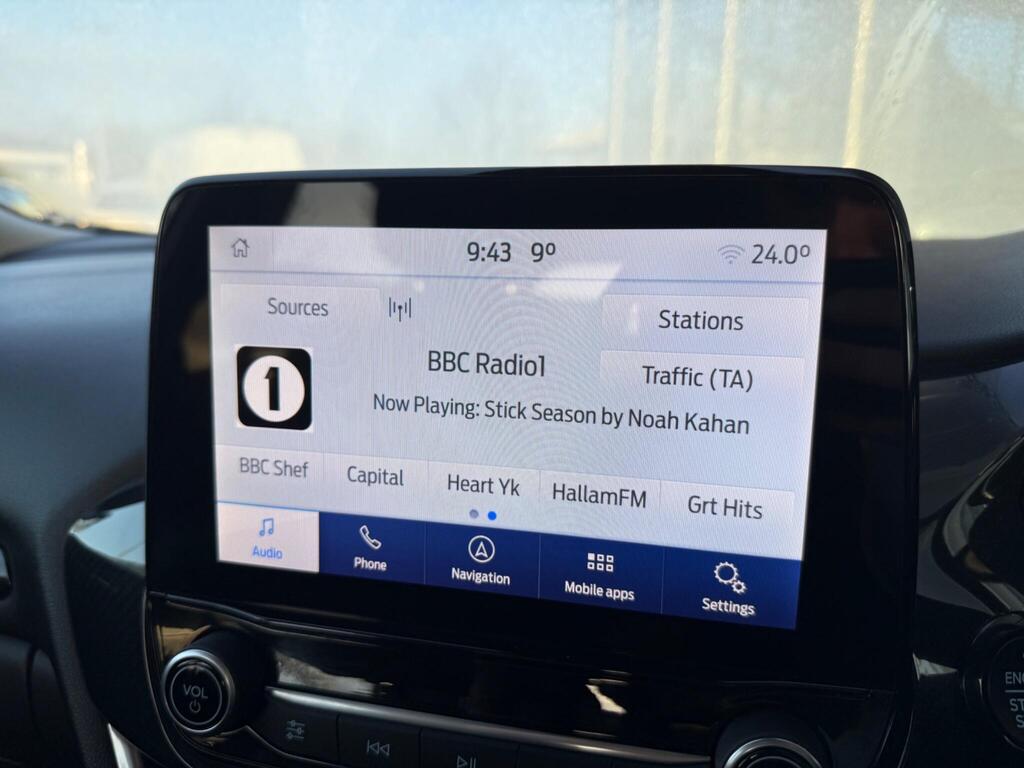 9:43 9º
24.0º
Sources
Stations
1
BBC Radio1
Traffic (TA)
Now Playing: Stick Season by Noah Kahan
BBC Shef
Capital
Heart Yk
HallamFM
Grt Hits
Audio
Phone
Navigation
Mobile apps
Settings
VOL